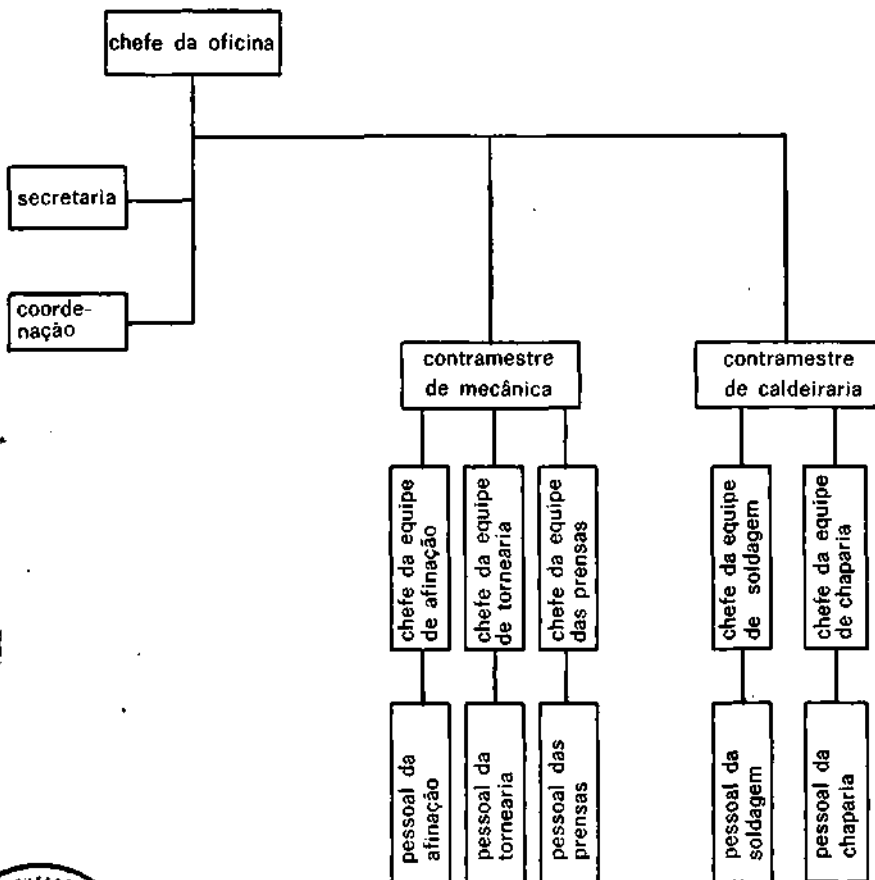 chefe da oficina
secretaria
coorde-
nação
contramestre
de mecânica
contramestre
de caldeiraria
chefe da equipe
de afinação
chefe da equipe
de tornearia
chefe da equipe
das prensas
chefe da equipe
de soldagem
chefe da equipe
de chaparia
pessoal da
afinação
pessoal da
tornearia
pessoal das
prensas
pessoal da
soldagem
pessoal da
chaparia